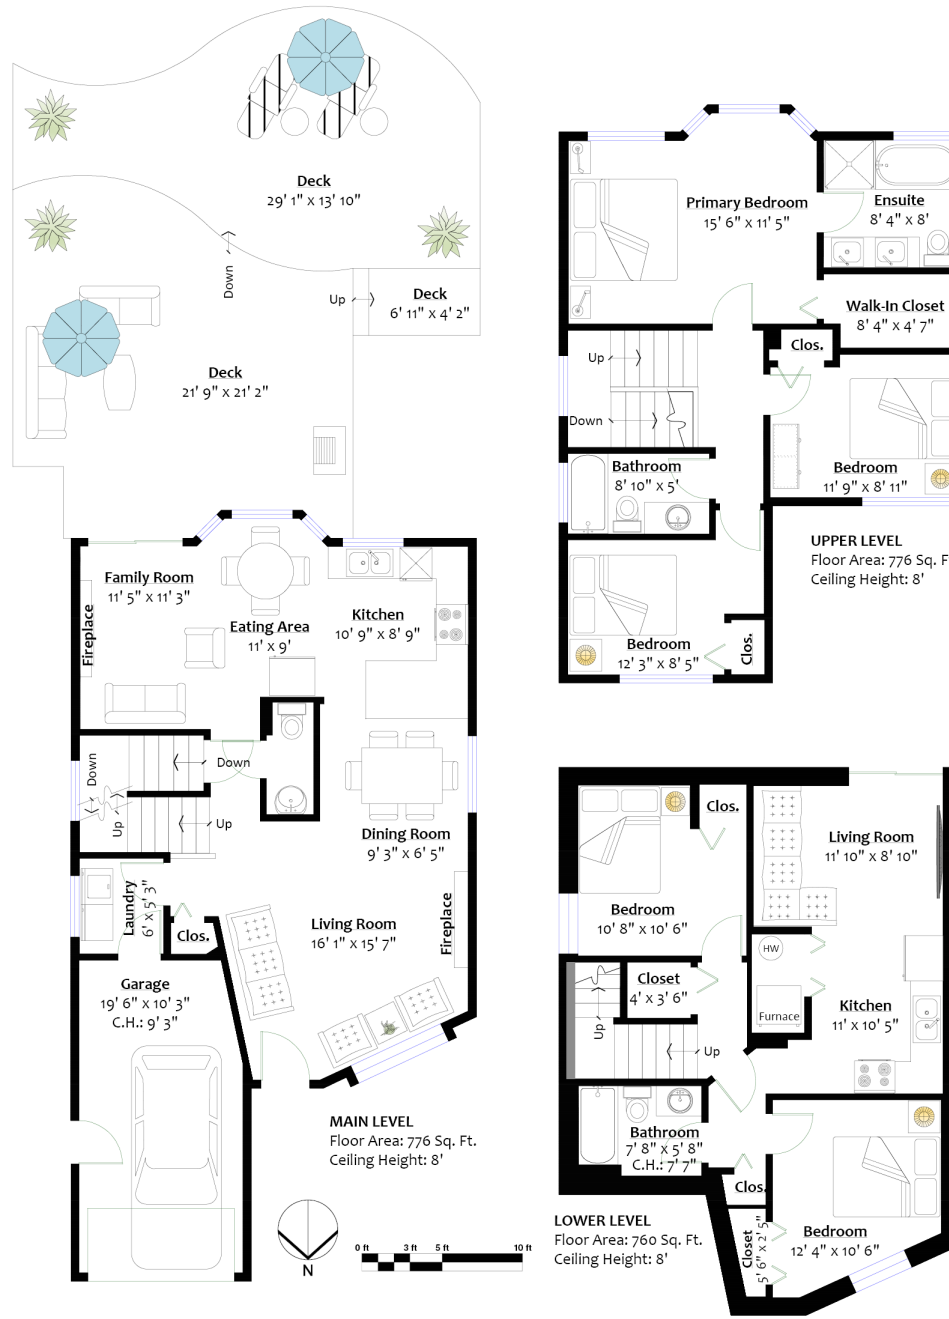 Deck
29' 1" x 13' 10"
Down
Up
Deck
6' 11" x 4' 2"
Deck
21' 9" x 21' 2"
Family Room
11' 5" x 11' 3"
Fireplace
Eating Area
11' x 9'
Kitchen
10' 9" x 8' 9"
Down
Down
Up
Up
Dining Room
9' 3" x 6' 5"
Laundry
6' x 5' 3"
Clos.
Living Room
16' 1" x 15' 7"
Fireplace
Garage
19' 6" x 10' 3"
C.H.: 9' 3"
MAIN LEVEL
Floor Area: 776 Sq. Ft.
Ceiling Height: 8'
N
0 ft 3 ft 5 ft 10 ft
Primary Bedroom
15' 6" x 11' 5"
Ensuite
8' 4" x 8'
Walk-In Closet
8' 4" x 4' 7"
Clos.
Up
Down
Bathroom
8' 10" x 5'
Bedroom
11' 9" x 8' 11"
Bedroom
12' 3" x 8' 5"
Clos.
UPPER LEVEL
Floor Area: 776 Sq. F
Ceiling Height: 8'
Clos.
Living Room
11' 10" x 8' 10"
Bedroom
10' 8" x 10' 6"
HW
Closet
4' x 3' 6"
Furnace
Kitchen
11' x 10' 5"
Up
Up
Bathroom
7' 8" x 5' 8"
C.H.: 7' 7"
Clos.
Closet
5' 6" x 2' 5"
Bedroom
12' 4" x 10' 6"
LOWER LEVEL
Floor Area: 760 Sq. Ft.
Ceiling Height: 8'